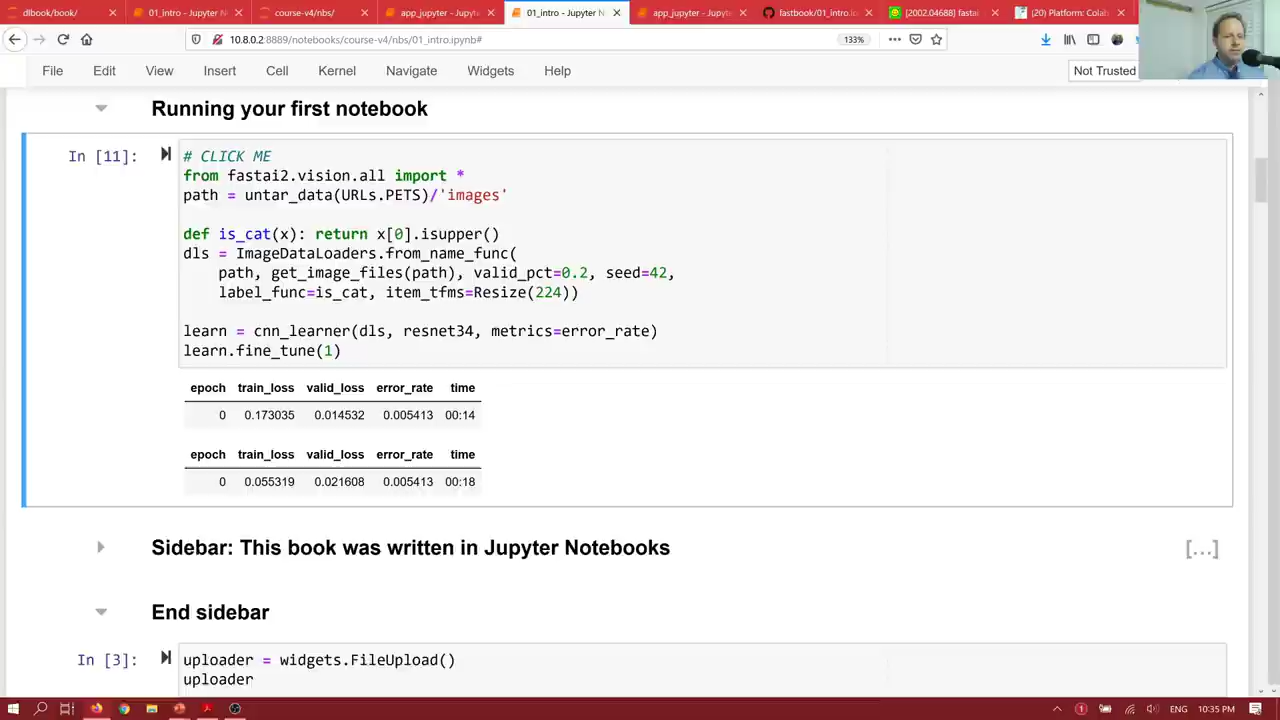 dlbook/book/
01_intro - Jupyter N
course-v4/nbs/
app_jupyter - Jupyte
01_intro - Jupyter N
app_jupyter - Jupyte
fastbook/01_intro.i
[2002.04688] fastai
(20) Platform: Colab
10.8.0.2:8889/notebooks/course-v4/nbs/01_intro.ipynb#
133%
File Edit View Insert Cell Kernel Navigate Widgets Help
Not Trusted
Running your first notebook
In [11]:
# CLICK ME
from fastai2.vision.all import *
path = untar_data(URLs.PETS)/'images'
def is_cat(x): return x[0].isupper()
dls = ImageDataLoaders.from_name_func(
path, get_image_files(path), valid_pct=0.2, seed=42,
label_func=is_cat, item_tfms=Resize(224))
learn = cnn_learner(dls, resnet34, metrics=error_rate)
learn.fine_tune(1)
epoch train_loss valid_loss error_rate time
0 0.173035 0.014532 0.005413 00:14
epoch train_loss valid_loss error_rate time
0 0.055319 0.021608 0.005413 00:18
Sidebar: This book was written in Jupyter Notebooks
[...]
End sidebar
In [3]:
uploader = widgets.FileUpload()
uploader
ENG 10:35 PM